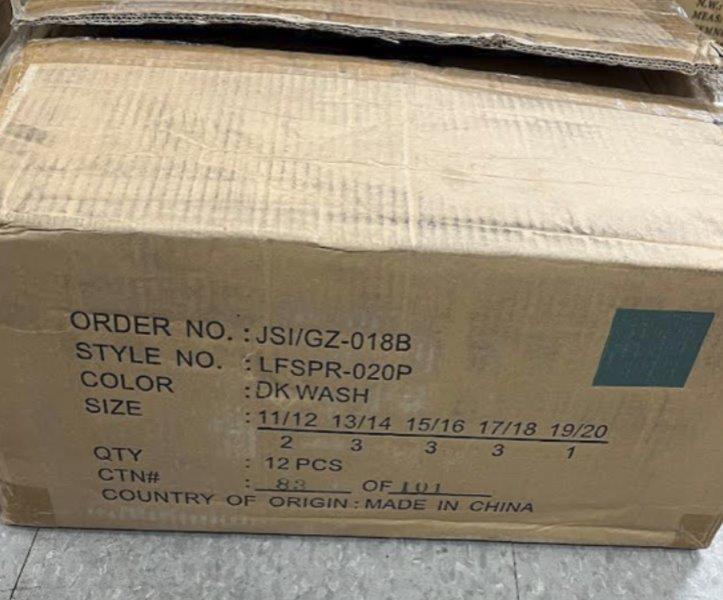 N.W.
MEAS
ORDER NO. : JSI/GZ-018B
STYLE NO. : LFSPR-020P
COLOR : DK WASH
SIZE : 11/12 13/14 15/16 17/18 19/20
2 3 3 3 1
QTY : 12 PCS
CTN# : 83 OF 101
COUNTRY OF ORIGIN : MADE IN CHINA